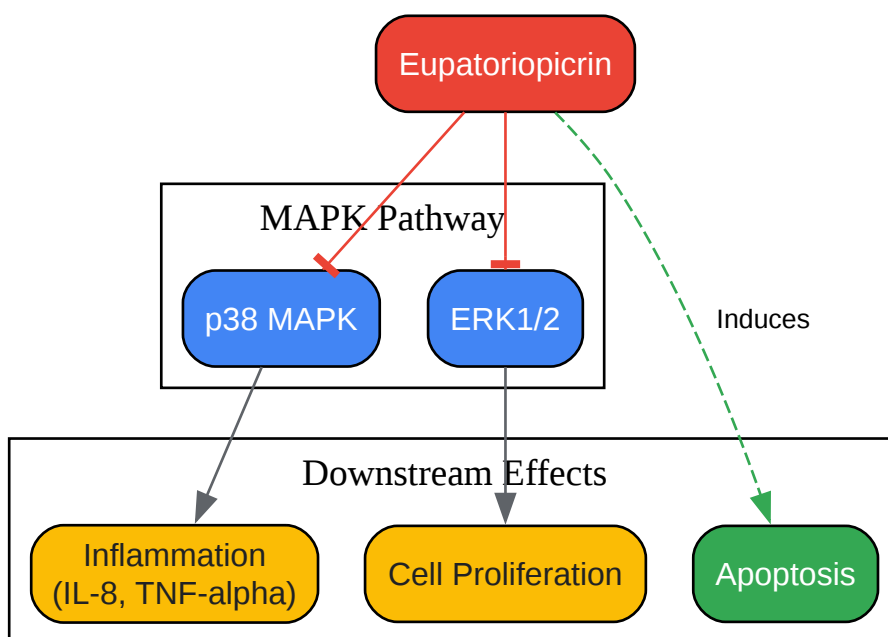 Eupatoriopicrin
MAPK Pathway
p38 MAPK
ERK1/2
Induces
Downstream Effects
Inflammation
(IL-8, TNF-alpha)
Cell Proliferation
Apoptosis